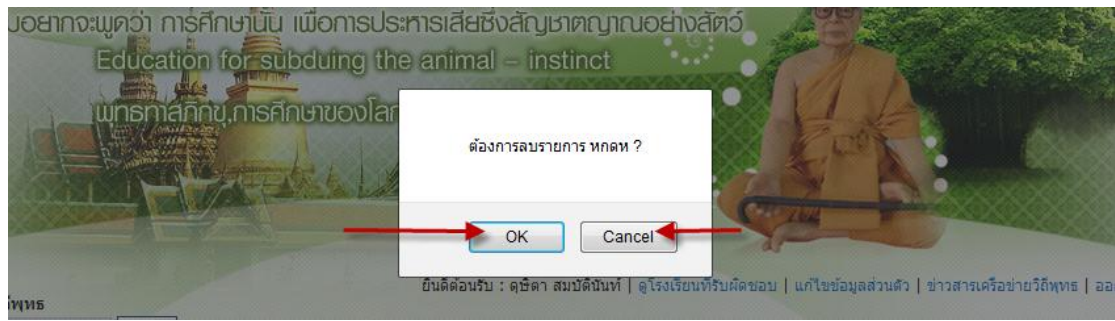 อยากจะพูดว่า การศึกษานั้น เพื่อการประหารเสียซึ่งสัญชาตญาณอย่างสัตว์
Education for subduing the animal – instinct
พุทธทาสภิกขุ,การศึกษาของโลก
ต้องการลบรายการ หกดห ?
OK Cancel
ยินดีต้อนรับ : ดุษิตา สมบัตินันท์ | ดูโรงเรียนที่รับผิดชอบ | แก้ไขข้อมูลส่วนตัว | ข่าวสารเครือข่ายวิถีพุทธ |